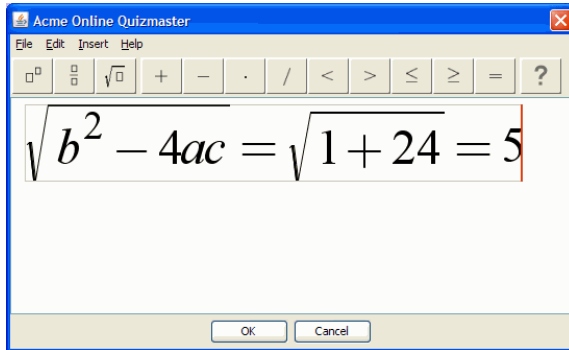 Acme Online Quizmaster
File Edit Insert Help
+ − · / < > ≤ ≥ = ?
√(b² − 4ac) = √(1 + 24) = 5
OK Cancel